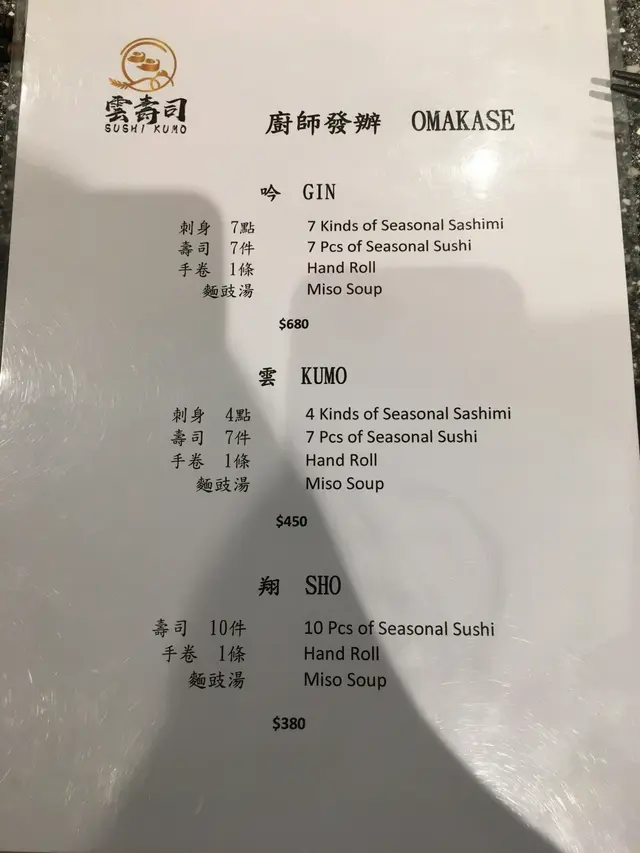 雲壽司
SUSHI KUMO
廚師發辦 OMAKASE
吟 GIN
刺身 7點 7 Kinds of Seasonal Sashimi
壽司 7件 7 Pcs of Seasonal Sushi
手卷 1條 Hand Roll
麵豉湯 Miso Soup
$680
雲 KUMO
刺身 4點 4 Kinds of Seasonal Sashimi
壽司 7件 7 Pcs of Seasonal Sushi
手卷 1條 Hand Roll
麵豉湯 Miso Soup
$450
翔 SHO
壽司 10件 10 Pcs of Seasonal Sushi
手卷 1條 Hand Roll
麵豉湯 Miso Soup
$380